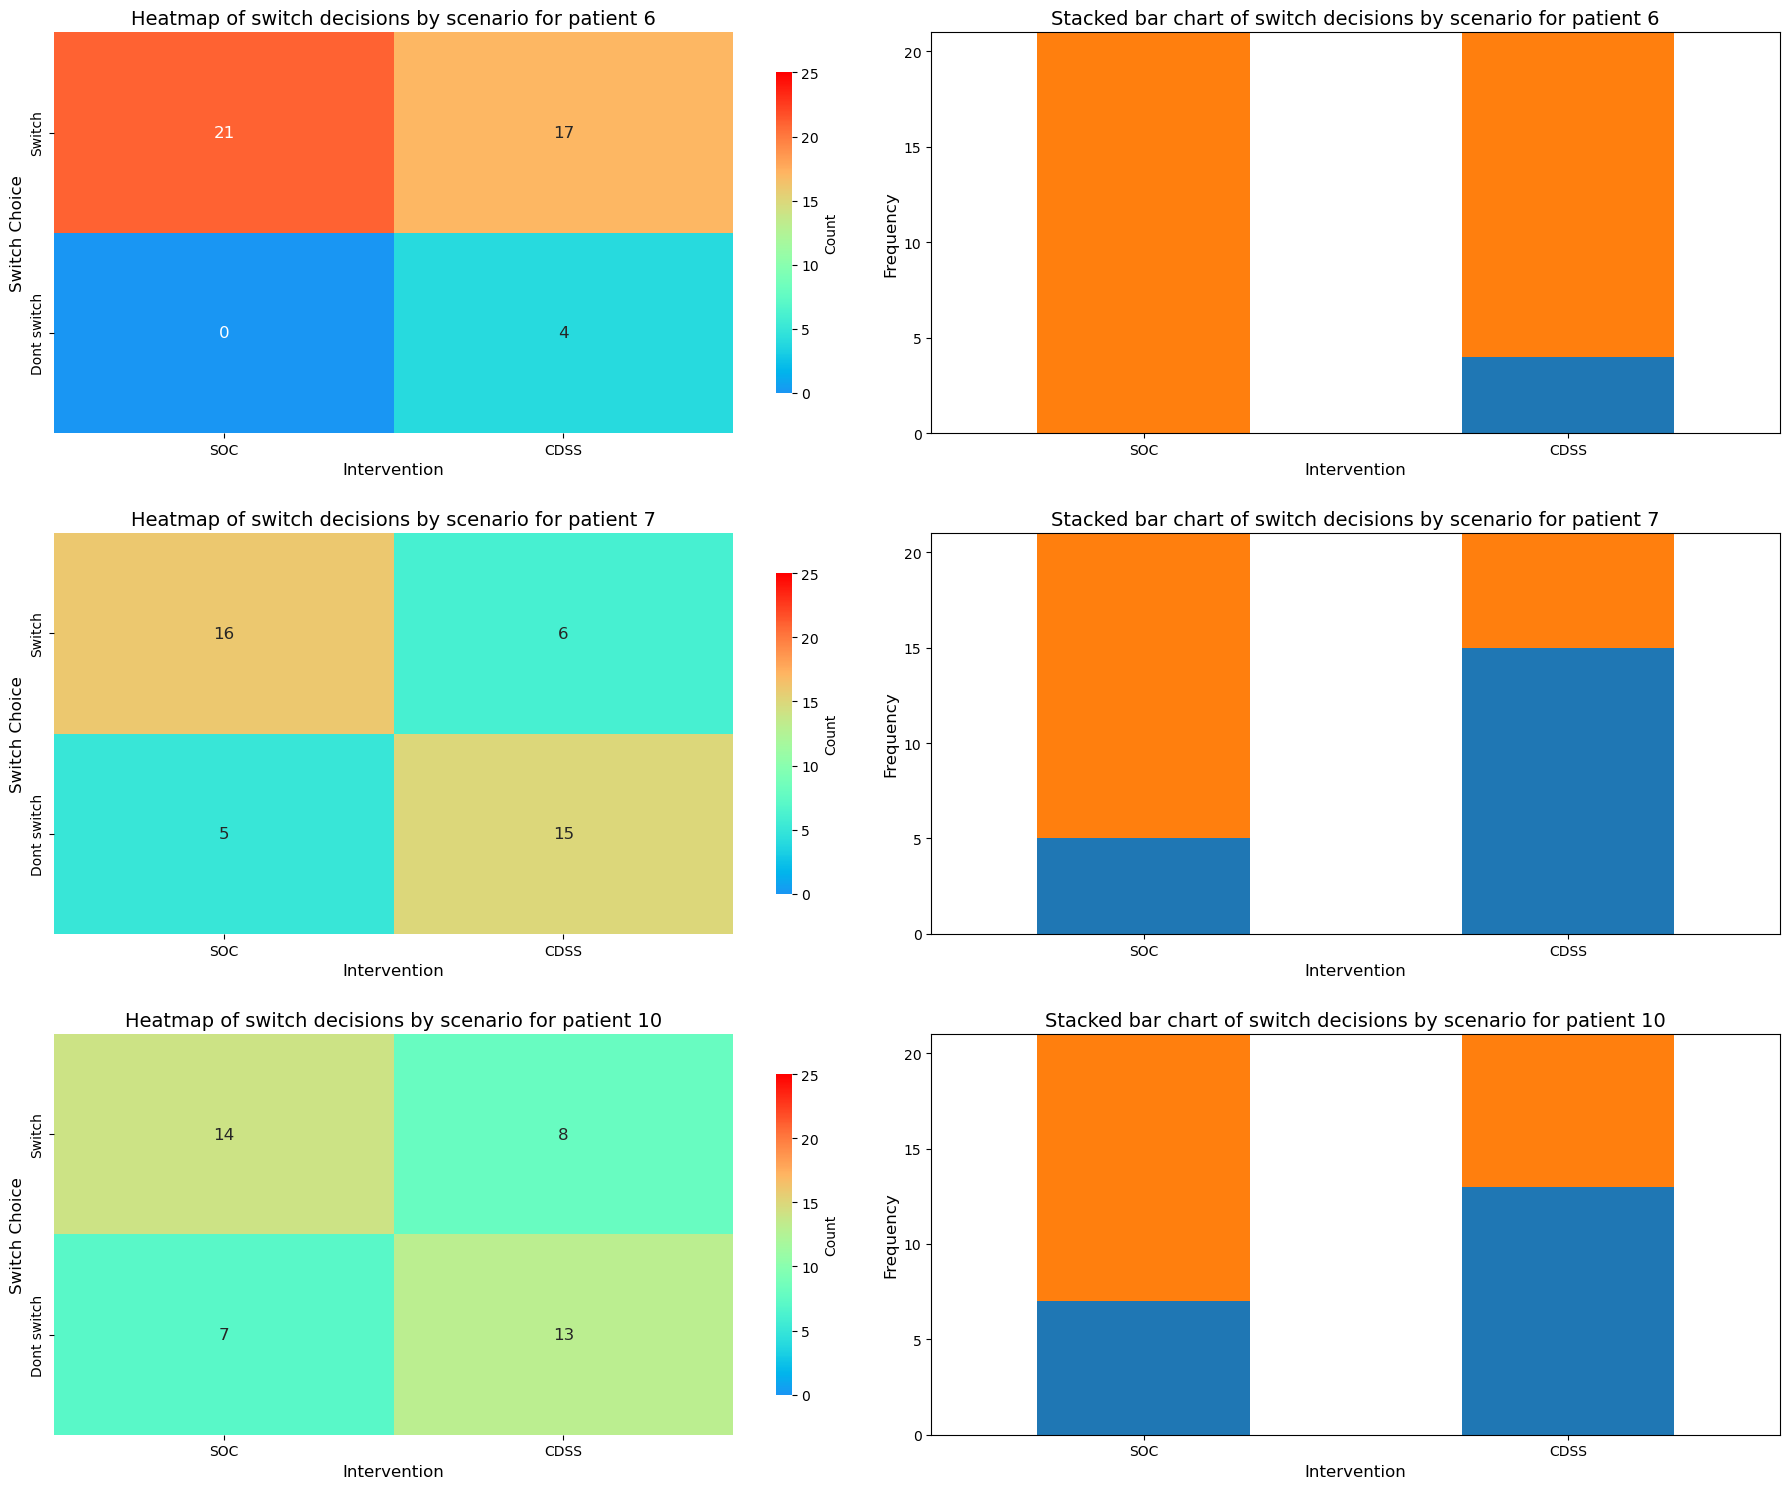 Heatmap of switch decisions by scenario for patient 6
Switch Choice
Switch
Dont switch
21
17
0
4
SOC
CDSS
Intervention
25
20
15
10
5
0
Count
Stacked bar chart of switch decisions by scenario for patient 6
Frequency
20
15
10
5
0
SOC
CDSS
Intervention
Heatmap of switch decisions by scenario for patient 7
Switch Choice
Switch
Dont switch
16
6
5
15
SOC
CDSS
Intervention
25
20
15
10
5
0
Count
Stacked bar chart of switch decisions by scenario for patient 7
Frequency
20
15
10
5
0
SOC
CDSS
Intervention
Heatmap of switch decisions by scenario for patient 10
Switch Choice
Switch
Dont switch
14
8
7
13
SOC
CDSS
Intervention
25
20
15
10
5
0
Count
Stacked bar chart of switch decisions by scenario for patient 10
Frequency
20
15
10
5
0
SOC
CDSS
Intervention